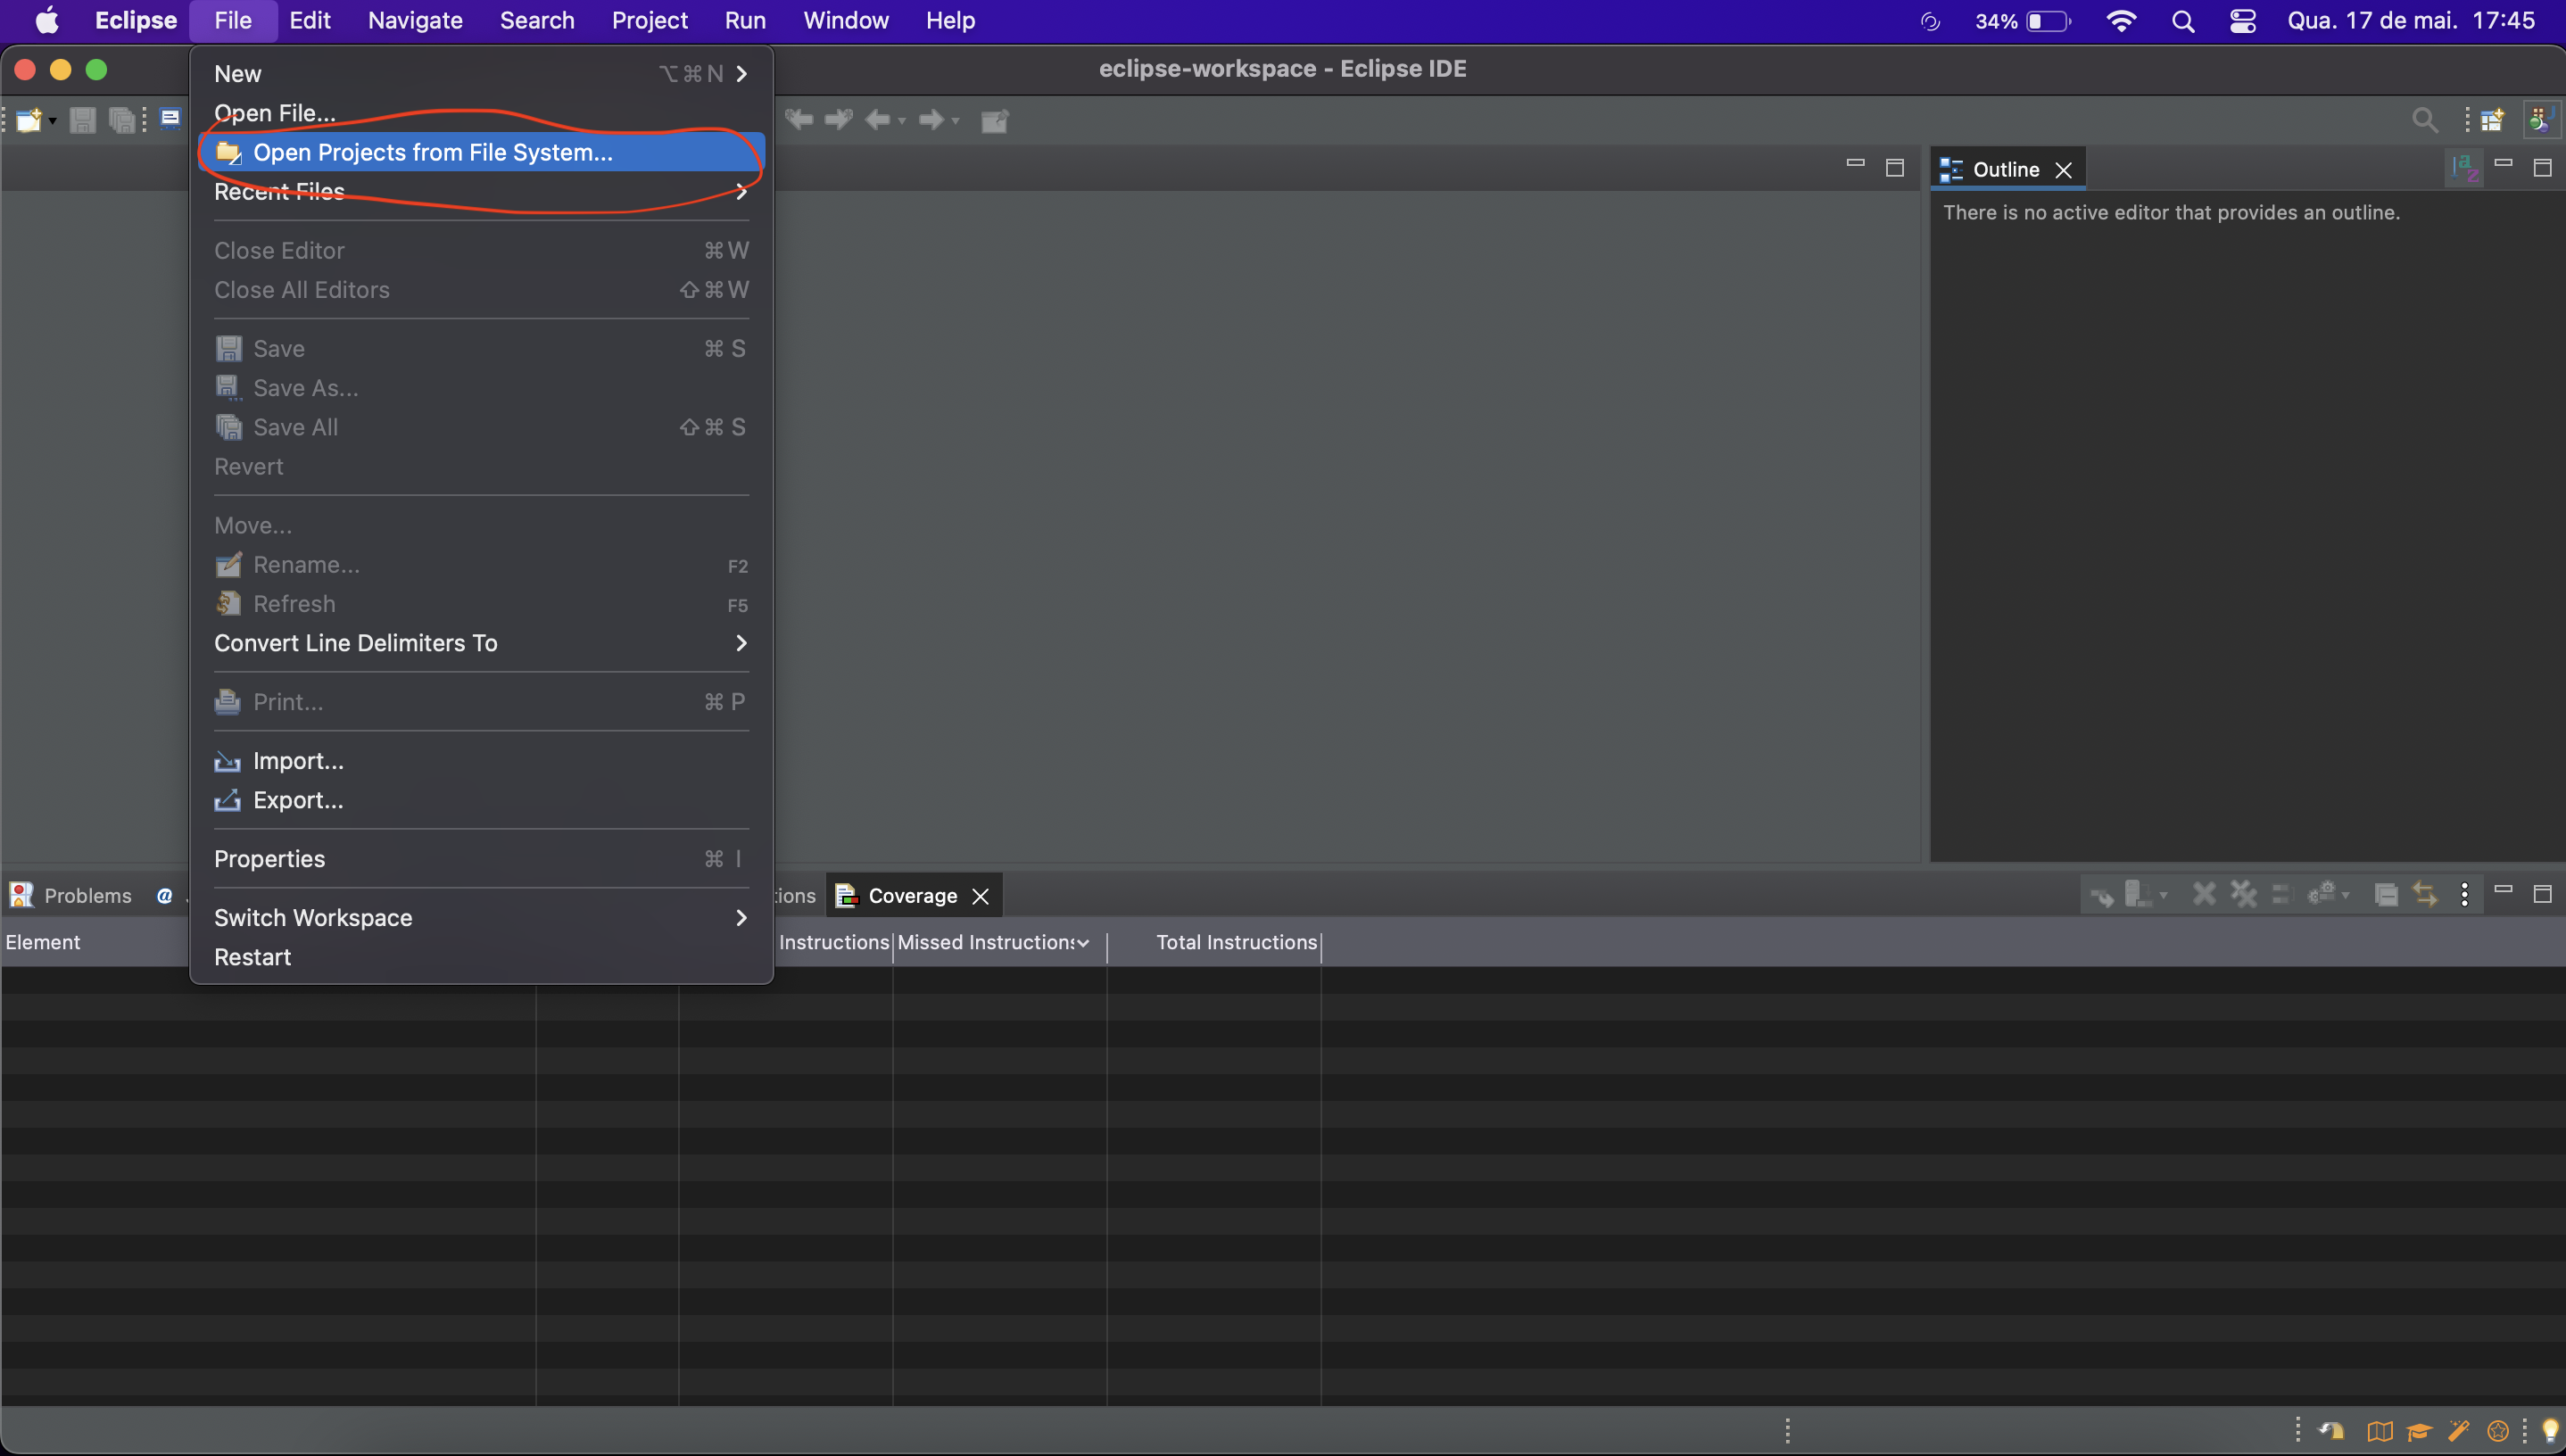 Eclipse File Edit Navigate Search Project Run Window Help 34% Qua. 17 de mai. 17:45
eclipse-workspace - Eclipse IDE
New ⌥⌘N
Open File...
Open Projects from File System...
Recent Files
Close Editor ⌘W
Close All Editors ⇧⌘W
Save ⌘S
Save As...
Save All ⇧⌘S
Revert
Move...
Rename... F2
Refresh F5
Convert Line Delimiters To
Print... ⌘P
Import...
Export...
Properties ⌘I
Switch Workspace
Restart
Outline
There is no active editor that provides an outline.
Problems @ Coverage
Element Instructions Missed Instructions Total Instructions